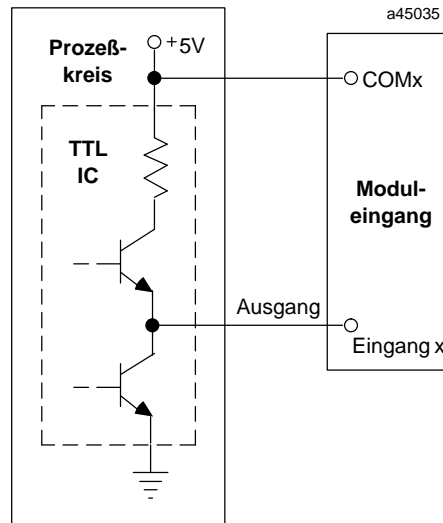 a45035
+5V
Prozeß-
kreis
COMx
TTL
IC
Modul-
eingang
Ausgang
Eingang x